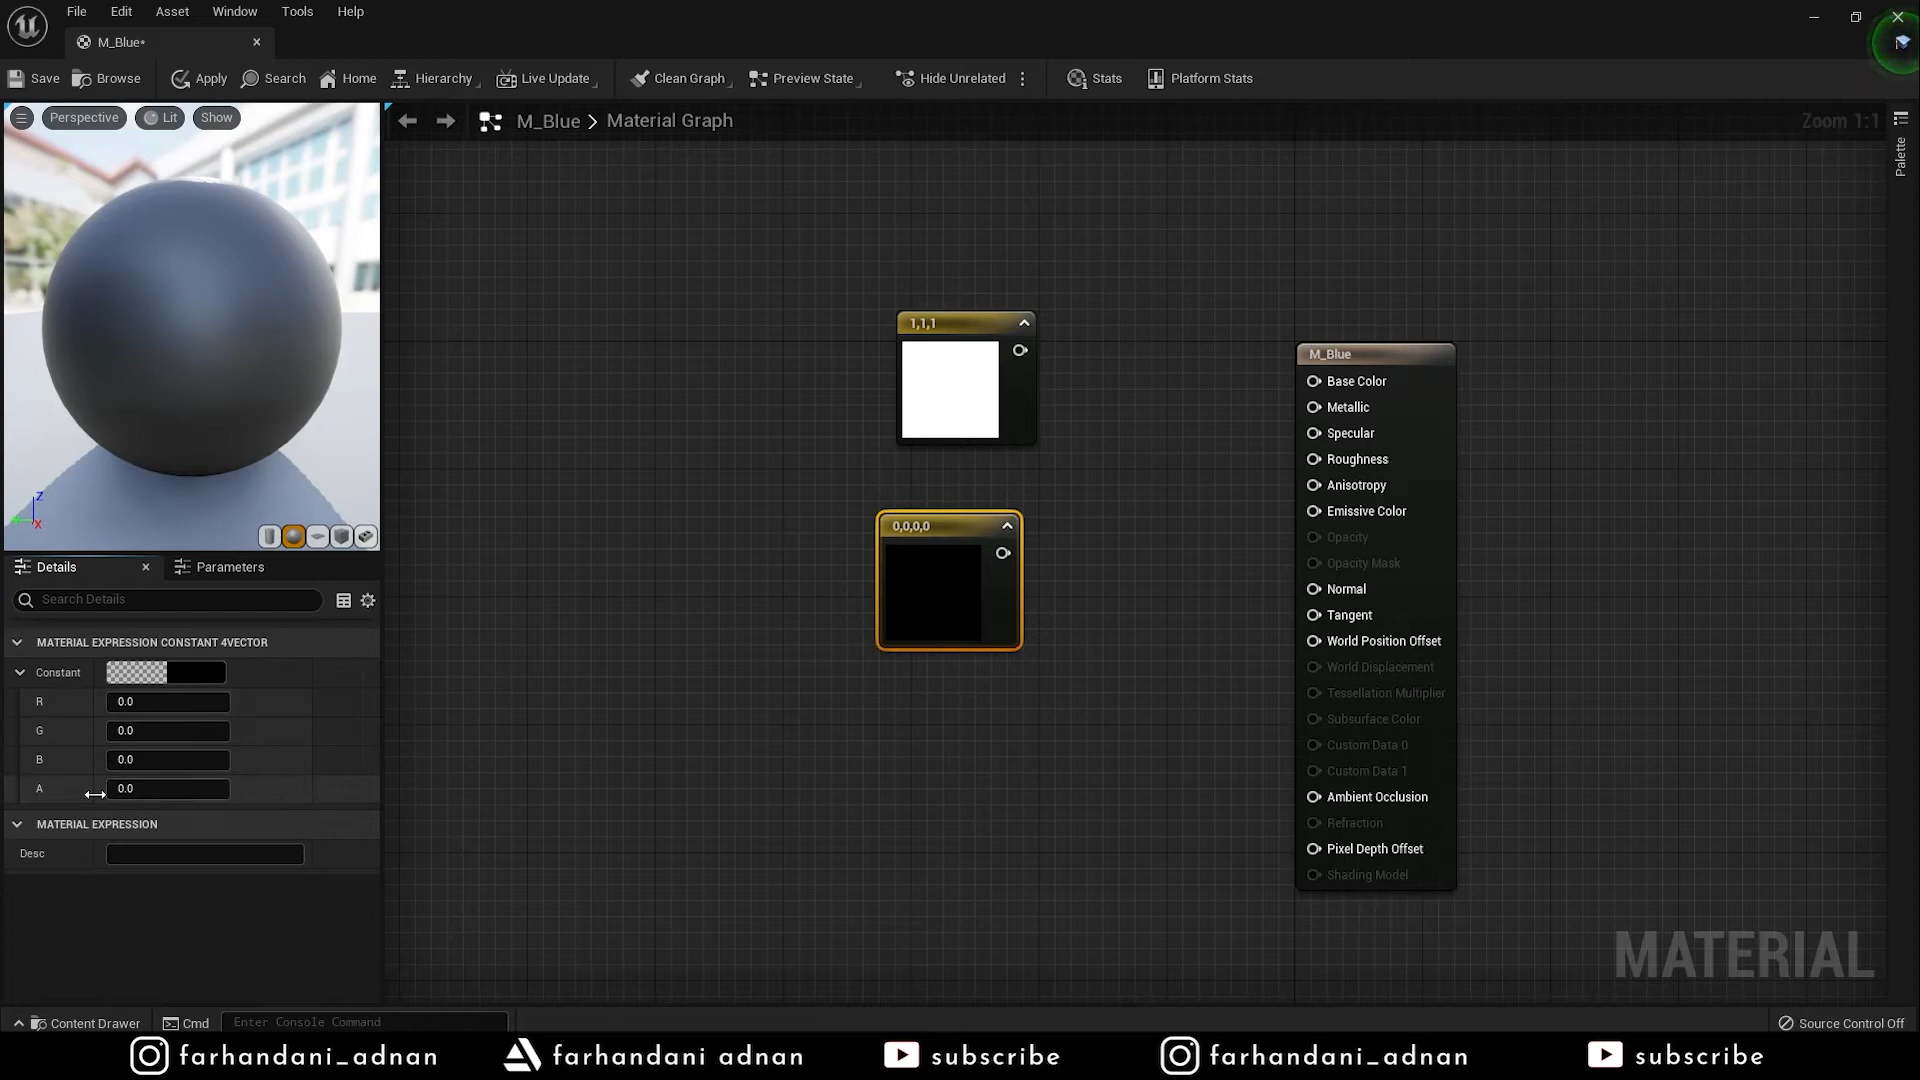 File Edit Asset Window Tools Help
M_Blue*
Save Browse Apply Search Home Hierarchy Live Update Clean Graph Preview State Hide Unrelated Stats Platform Stats
Perspective Lit Show
M_Blue > Material Graph
Zoom 1:1
Palette
1,1,1
0,0,0,0
M_Blue
Base Color
Metallic
Specular
Roughness
Anisotropy
Emissive Color
Opacity
Opacity Mask
Normal
Tangent
World Position Offset
World Displacement
Tessellation Multiplier
Subsurface Color
Custom Data 0
Custom Data 1
Ambient Occlusion
Refraction
Pixel Depth Offset
Shading Model
MATERIAL
Z
X
Details Parameters
Search Details
MATERIAL EXPRESSION CONSTANT 4VECTOR
Constant
R 0.0
G 0.0
B 0.0
A 0.0
MATERIAL EXPRESSION
Desc
Content Drawer Cmd Enter Console Command Source Control Off
farhandani_adnan farhandani adnan subscribe farhandani_adnan subscribe